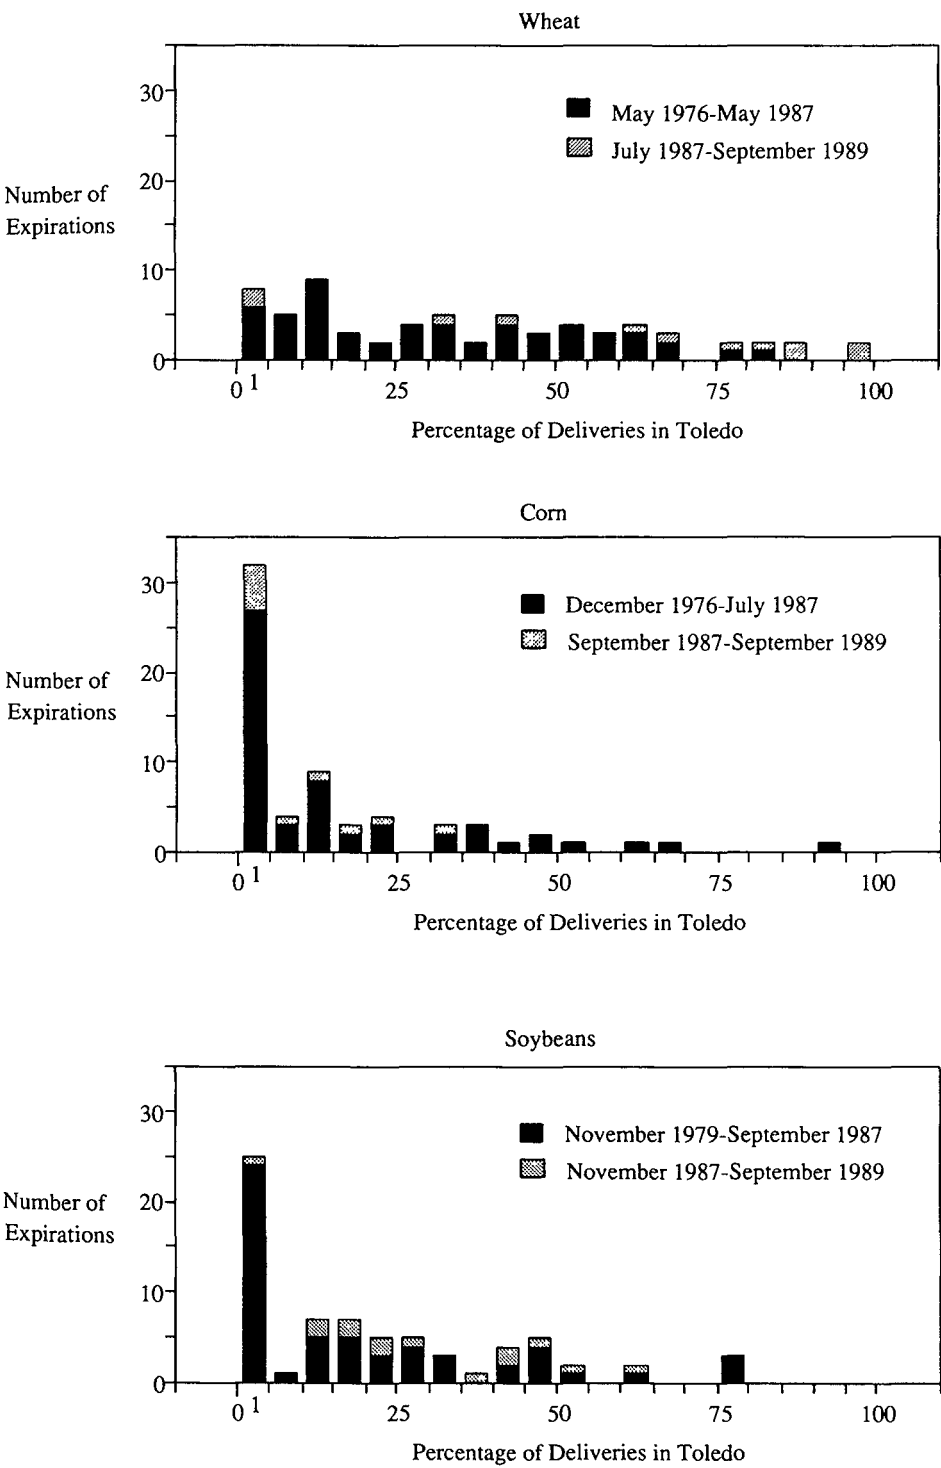 Wheat
30
20
10
0
Number of
Expirations
May 1976-May 1987
July 1987-September 1989
0 1 25 50 75 100
Percentage of Deliveries in Toledo
Corn
30
20
10
0
Number of
Expirations
December 1976-July 1987
September 1987-September 1989
0 1 25 50 75 100
Percentage of Deliveries in Toledo
Soybeans
30
20
10
0
Number of
Expirations
November 1979-September 1987
November 1987-September 1989
0 1 25 50 75 100
Percentage of Deliveries in Toledo